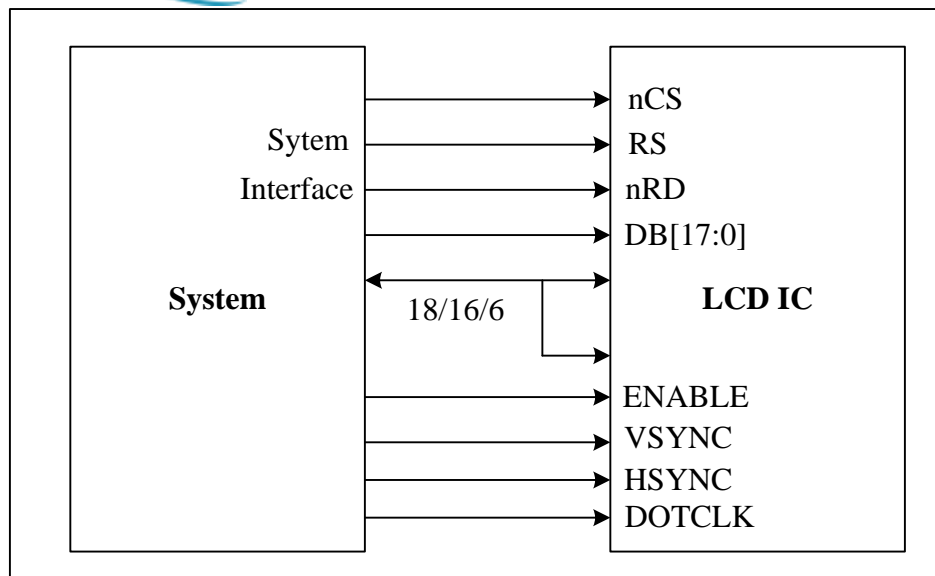 nCS
Sytem
RS
Interface
nRD
DB[17:0]
System
18/16/6
LCD IC
ENABLE
VSYNC
HSYNC
DOTCLK